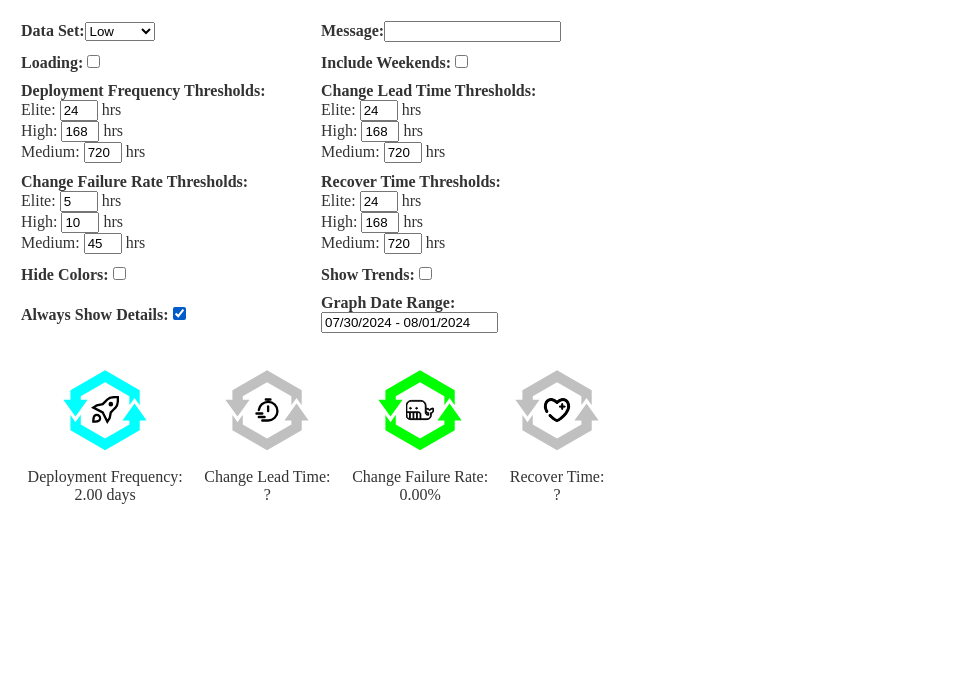 Data Set: Low
Message:
Loading:
Include Weekends:
Deployment Frequency Thresholds:
Elite: 24 hrs
High: 168 hrs
Medium: 720 hrs
Change Lead Time Thresholds:
Elite: 24 hrs
High: 168 hrs
Medium: 720 hrs
Change Failure Rate Thresholds:
Elite: 5 hrs
High: 10 hrs
Medium: 45 hrs
Recover Time Thresholds:
Elite: 24 hrs
High: 168 hrs
Medium: 720 hrs
Hide Colors:
Show Trends:
Always Show Details:
Graph Date Range:
07/30/2024 - 08/01/2024
Deployment Frequency:
2.00 days
Change Lead Time:
?
Change Failure Rate:
0.00%
Recover Time:
?